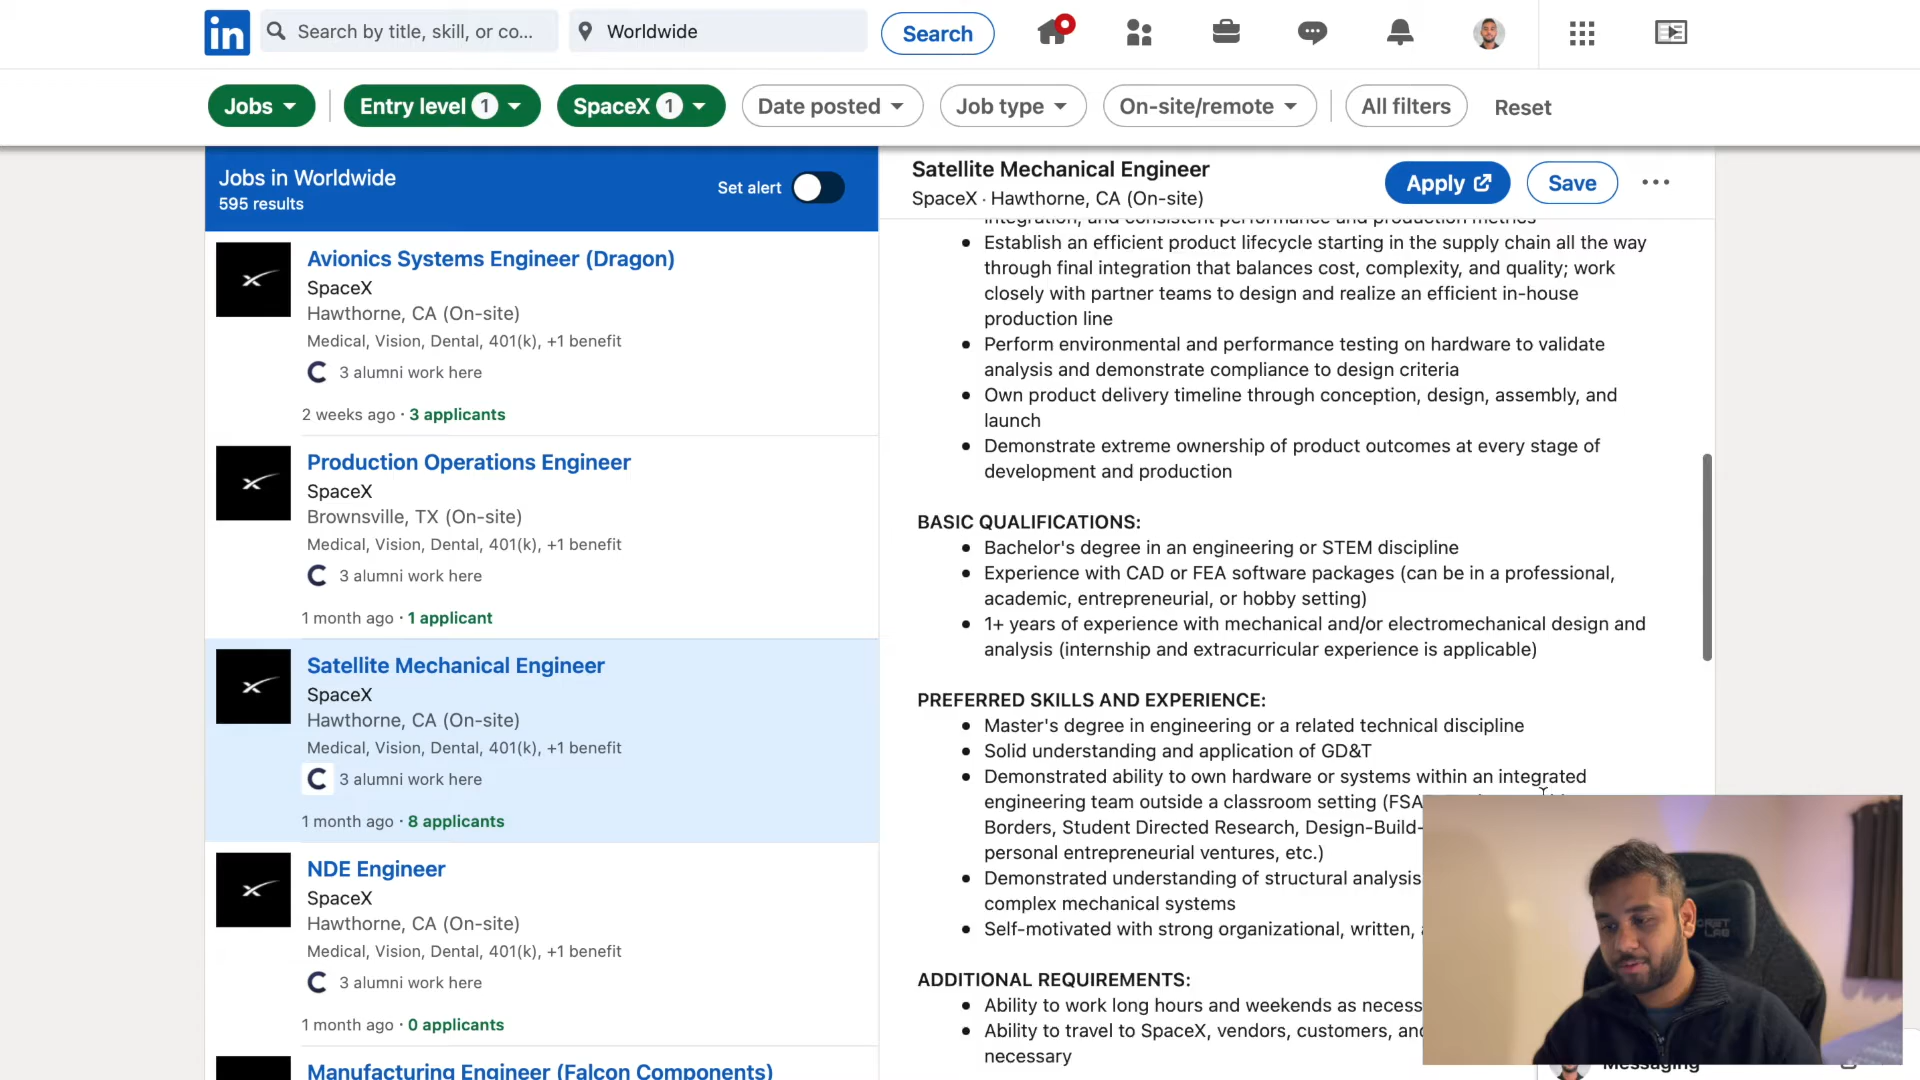 in
Search by title, skill, or co...
Worldwide
Search
Jobs
Entry level 1
SpaceX 1
Date posted
Job type
On-site/remote
All filters
Reset
Jobs in Worldwide
595 results
Set alert
Avionics Systems Engineer (Dragon)
SpaceX
Hawthorne, CA (On-site)
Medical, Vision, Dental, 401(k), +1 benefit
3 alumni work here
2 weeks ago · 3 applicants
Production Operations Engineer
SpaceX
Brownsville, TX (On-site)
Medical, Vision, Dental, 401(k), +1 benefit
3 alumni work here
1 month ago · 1 applicant
Satellite Mechanical Engineer
SpaceX
Hawthorne, CA (On-site)
Medical, Vision, Dental, 401(k), +1 benefit
3 alumni work here
1 month ago · 8 applicants
NDE Engineer
SpaceX
Hawthorne, CA (On-site)
Medical, Vision, Dental, 401(k), +1 benefit
3 alumni work here
1 month ago · 0 applicants
Manufacturing Engineer (Falcon Components)
Satellite Mechanical Engineer
SpaceX · Hawthorne, CA (On-site)
Apply
Save
integration, and consistent performance and production metrics
Establish an efficient product lifecycle starting in the supply chain all the way
through final integration that balances cost, complexity, and quality; work
closely with partner teams to design and realize an efficient in-house
production line
Perform environmental and performance testing on hardware to validate
analysis and demonstrate compliance to design criteria
Own product delivery timeline through conception, design, assembly, and
launch
Demonstrate extreme ownership of product outcomes at every stage of
development and production
BASIC QUALIFICATIONS:
Bachelor's degree in an engineering or STEM discipline
Experience with CAD or FEA software packages (can be in a professional,
academic, entrepreneurial, or hobby setting)
1+ years of experience with mechanical and/or electromechanical design and
analysis (internship and extracurricular experience is applicable)
PREFERRED SKILLS AND EXPERIENCE:
Master's degree in engineering or a related technical discipline
Solid understanding and application of GD&T
Demonstrated ability to own hardware or systems within an integrated
engineering team outside a classroom setting (FSA
Borders, Student Directed Research, Design-Build-
personal entrepreneurial ventures, etc.)
Demonstrated understanding of structural analysis
complex mechanical systems
Self-motivated with strong organizational, written,
ADDITIONAL REQUIREMENTS:
Ability to work long hours and weekends as necess
Ability to travel to SpaceX, vendors, customers, and
necessary
Messaging